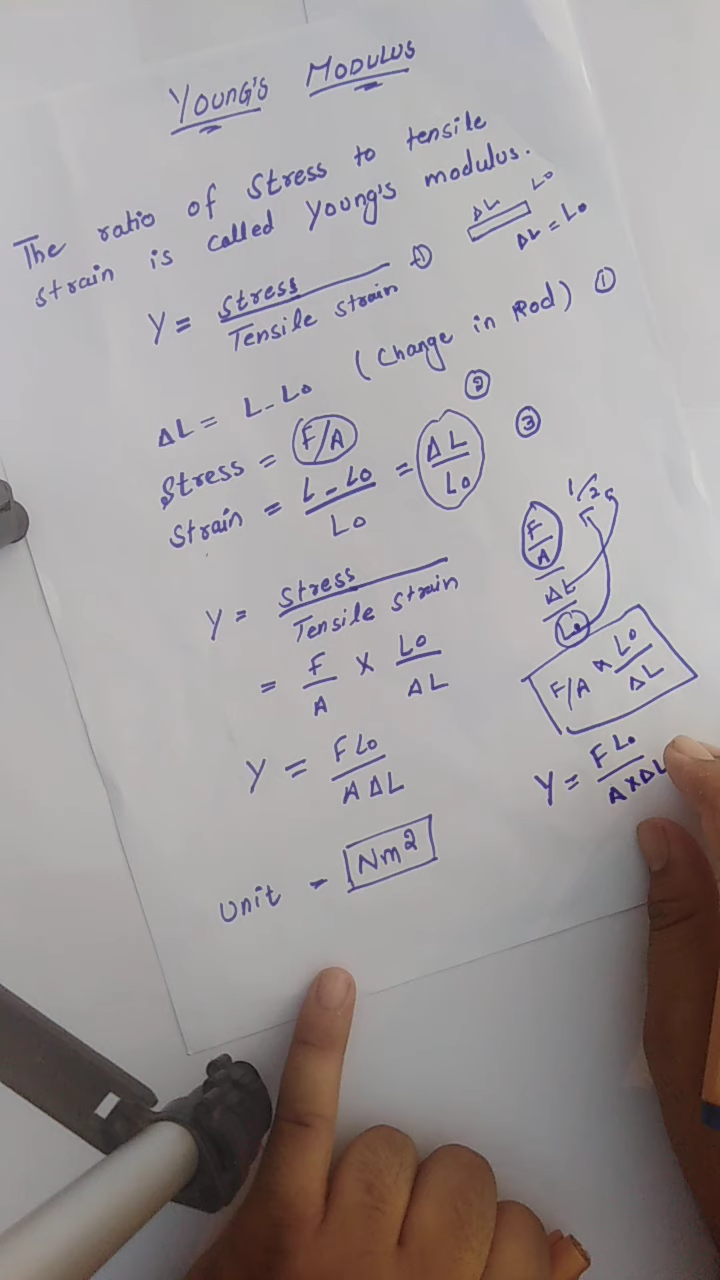 YOUNG'S MODULUS
The ratio of stress to tensile
strain is called Young's modulus.
ΔL L₀
ΔL = L₀
Y = Stress / Tensile strain ①
ΔL = L - L₀ (Change in Rod) ①
Stress = F/A ②
Strain = L - L₀ / L₀ = ΔL / L₀ ③
Y = Stress / Tensile strain
= F/A × L₀/ΔL
Y = F L₀ / A ΔL
Unit - Nm²
F/A
ΔL
L₀
F/A × L₀/ΔL
Y = F L₀ / A × ΔL